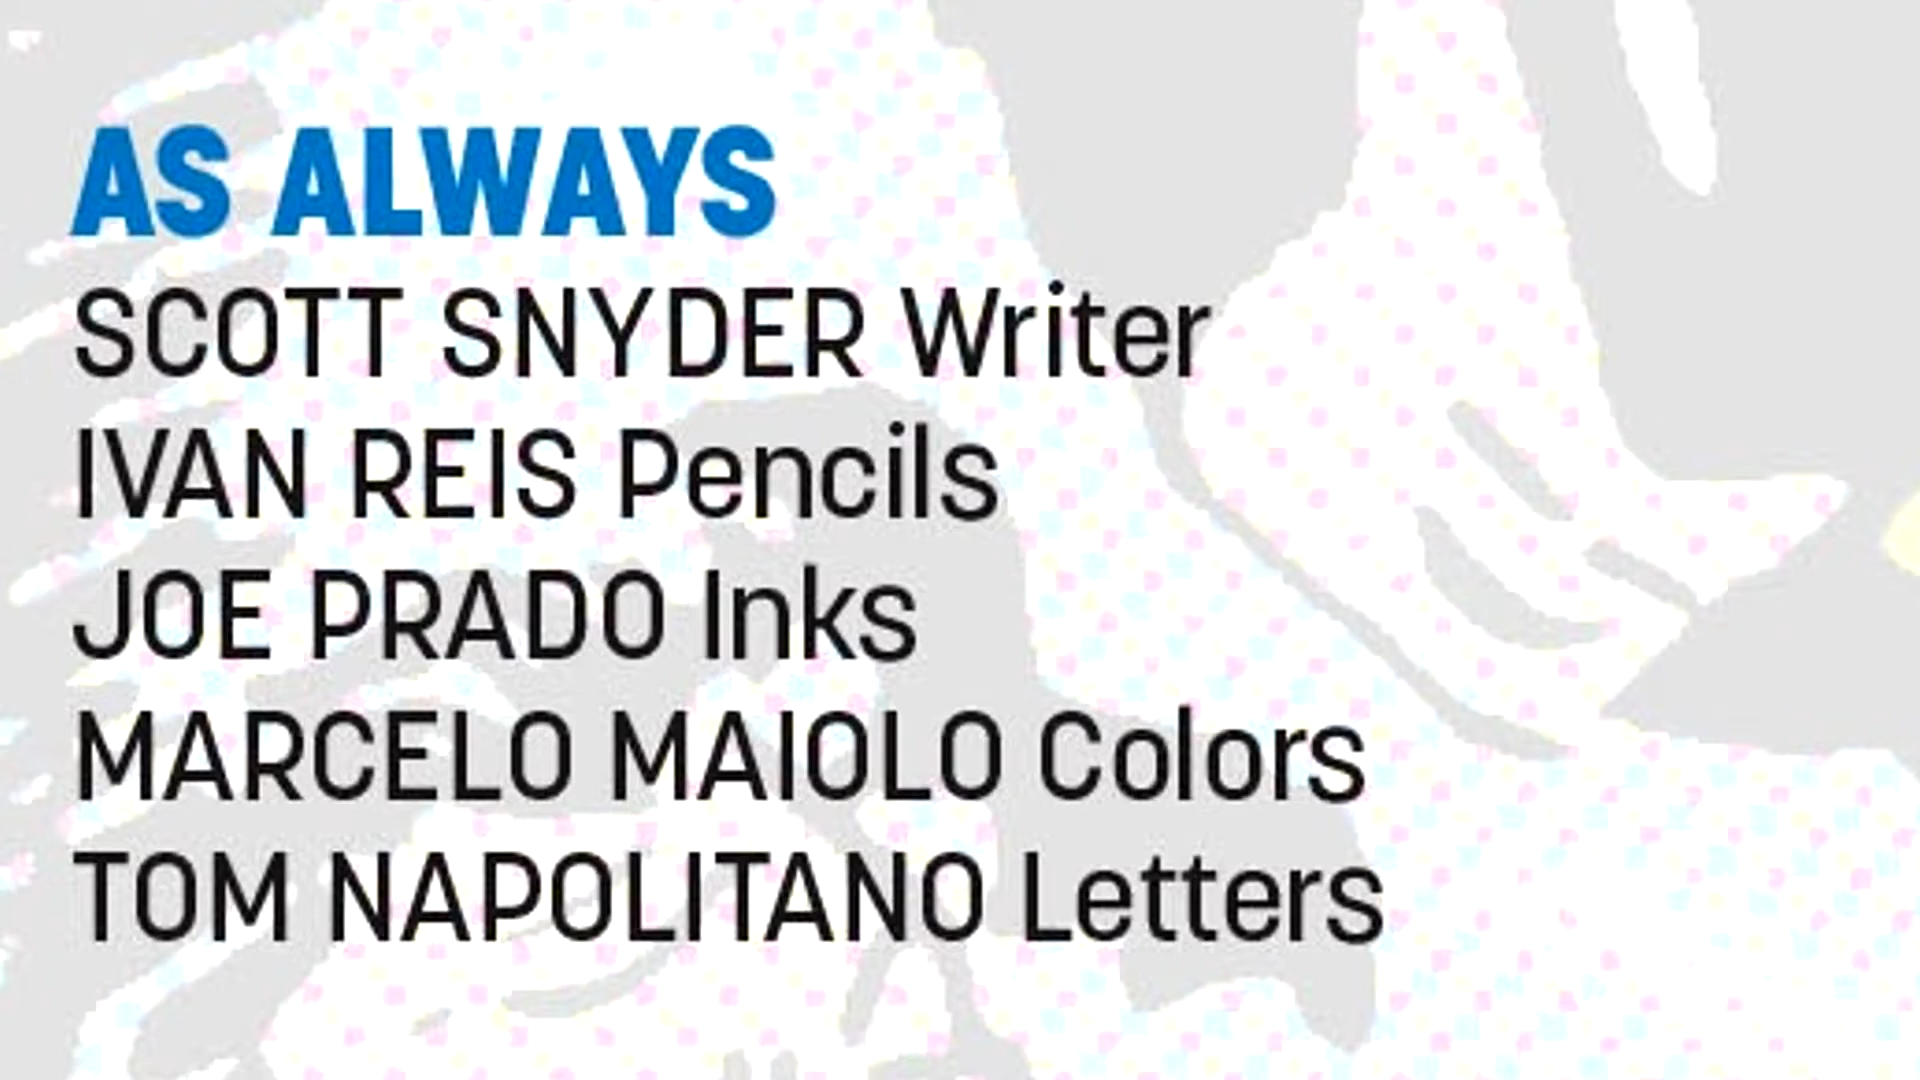 AS ALWAYS
SCOTT SNYDER Writer
IVAN REIS Pencils
JOE PRADO Inks
MARCELO MAIOLO Colors
TOM NAPOLITANO Letters